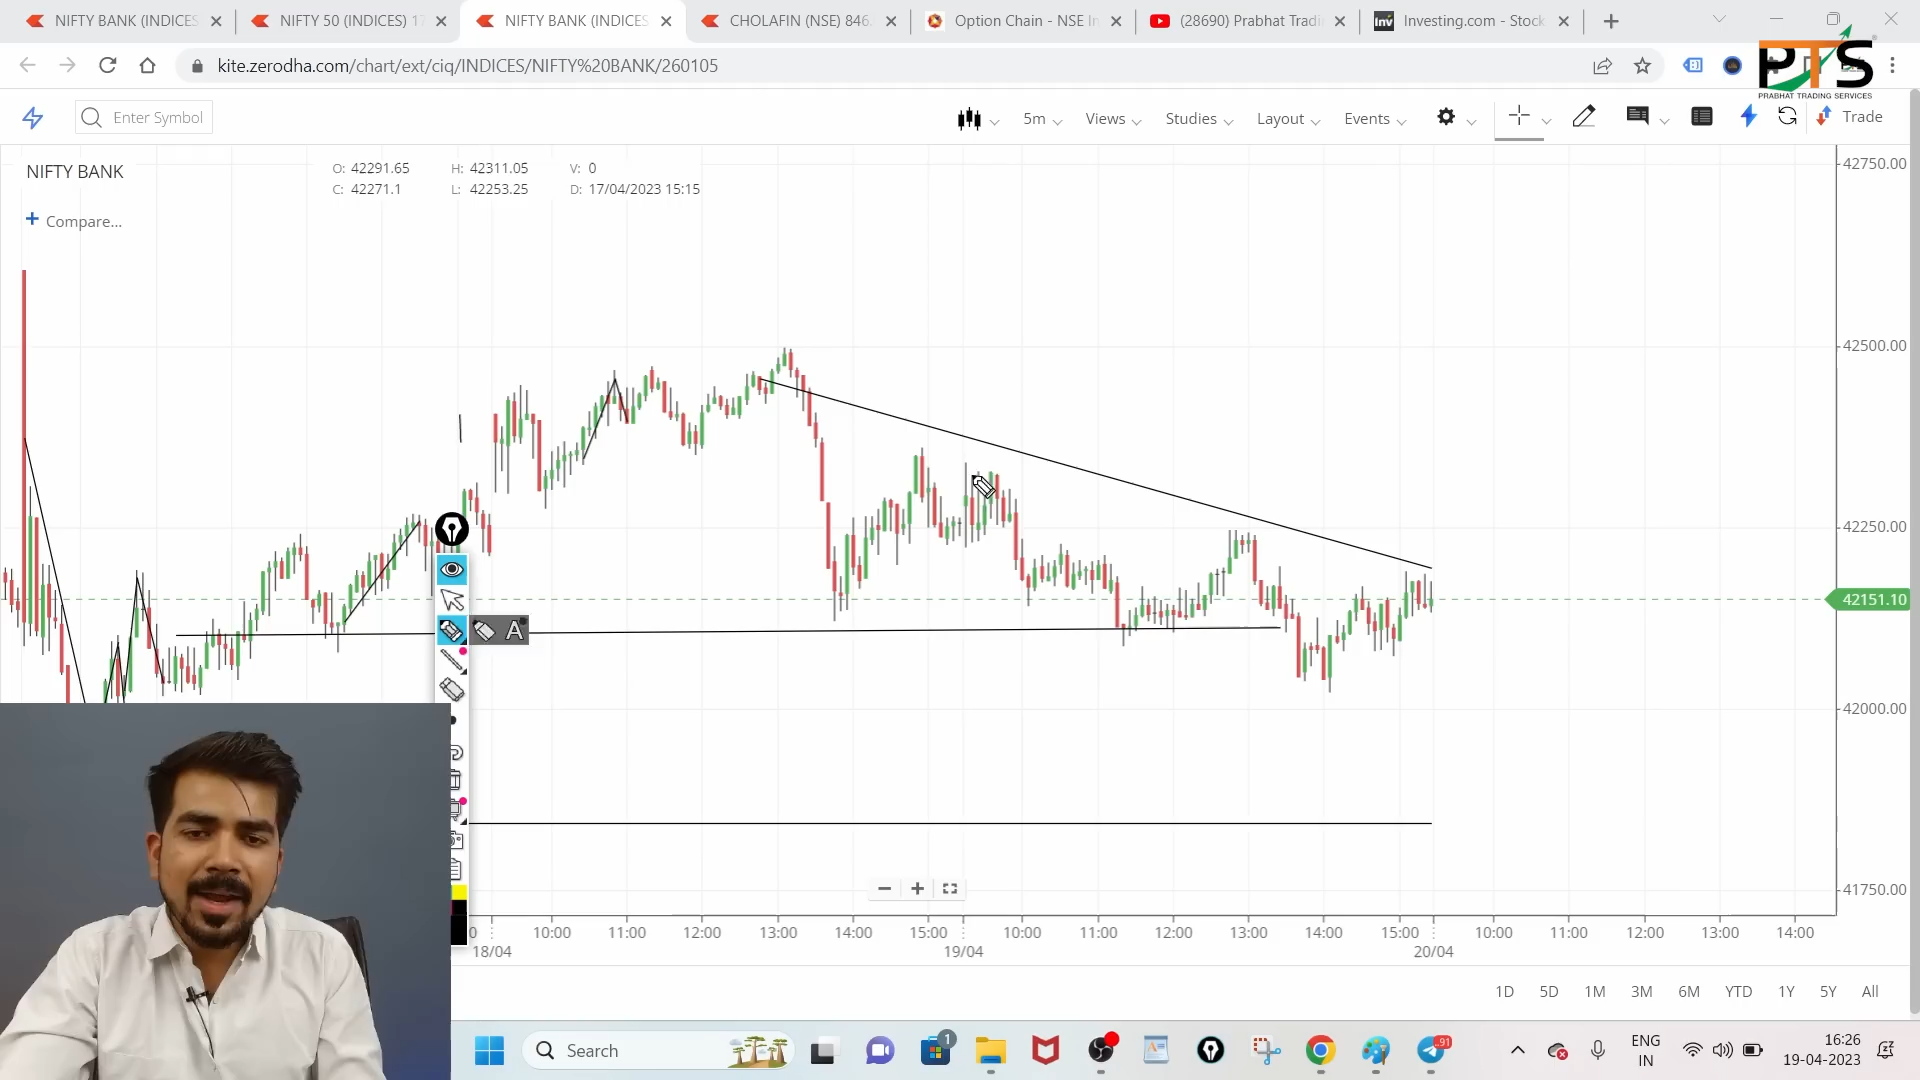 NIFTY BANK (INDICES
NIFTY 50 (INDICES) 17
NIFTY BANK (INDICES
CHOLAFIN (NSE) 846.
Option Chain - NSE In
(28690) Prabhat Tradi
Inv Investing.com - Stock
kite.zerodha.com/chart/ext/ciq/INDICES/NIFTY%20BANK/260105
PTS
PRABHAT TRADING SERVICES
Enter Symbol
5m
Views
Studies
Layout
Events
Trade
NIFTY BANK
O: 42291.65 H: 42311.05 V: 0
C: 42271.1 L: 42253.25 D: 17/04/2023 15:15
+ Compare...
42750.00
42500.00
42250.00
42151.10
42000.00
41750.00
A
0 10:00 11:00 12:00 13:00 14:00 15:00 10:00 11:00 12:00 13:00 14:00 15:00 10:00 11:00 12:00 13:00 14:00
18/04 19/04 20/04
1D 5D 1M 3M 6M YTD 1Y 5Y All
Search
1
91
ENG
IN
16:26
19-04-2023